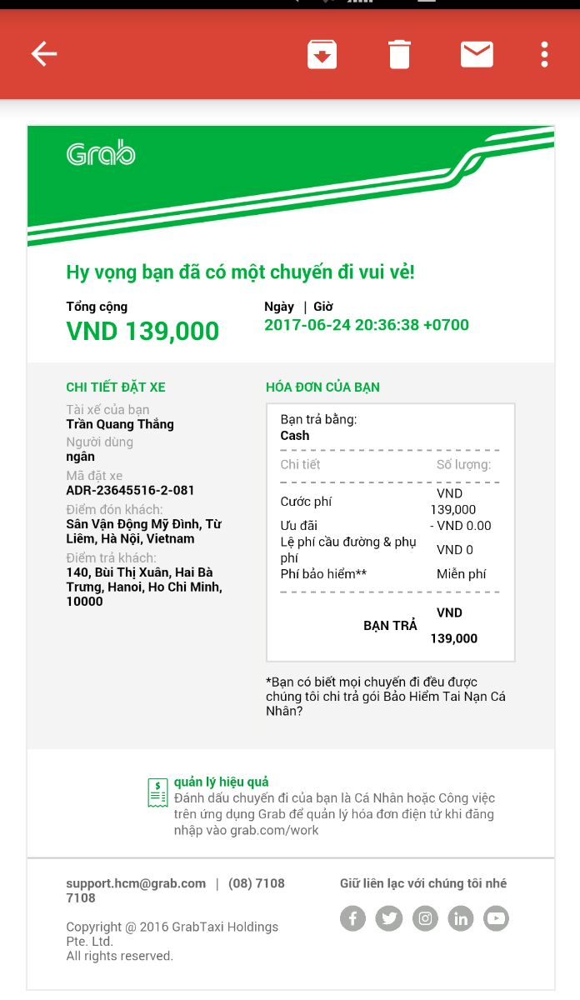 Grab
Hy vọng bạn đã có một chuyến đi vui vẻ!
Tổng cộng
VND 139,000
Ngày | Giờ
2017-06-24 20:36:38 +0700
CHI TIẾT ĐẶT XE
Tài xế của bạn
Trần Quang Thắng
Người dùng
ngân
Mã đặt xe
ADR-23645516-2-081
Điểm đón khách:
Sân Vận Động Mỹ Đình, Từ
Liêm, Hà Nội, Vietnam
Điểm trả khách:
140, Bùi Thị Xuân, Hai Bà
Trưng, Hanoi, Ho Chi Minh,
10000
HÓA ĐƠN CỦA BẠN
Bạn trả bằng:
Cash
Chi tiết Số lượng:
Cước phí VND
139,000
Ưu đãi - VND 0.00
Lệ phí cầu đường & phụ
phí VND 0
Phí bảo hiểm** Miễn phí
BẠN TRẢ VND
139,000
*Bạn có biết mọi chuyến đi đều được
chúng tôi chi trả gói Bảo Hiểm Tai Nạn Cá
Nhân?
quản lý hiệu quả
Đánh dấu chuyến đi của bạn là Cá Nhân hoặc Công việc
trên ứng dụng Grab để quản lý hóa đơn điện tử khi đăng
nhập vào grab.com/work
support.hcm@grab.com | (08) 7108
7108
Copyright @ 2016 GrabTaxi Holdings
Pte. Ltd.
All rights reserved.
Giữ liên lạc với chúng tôi nhé